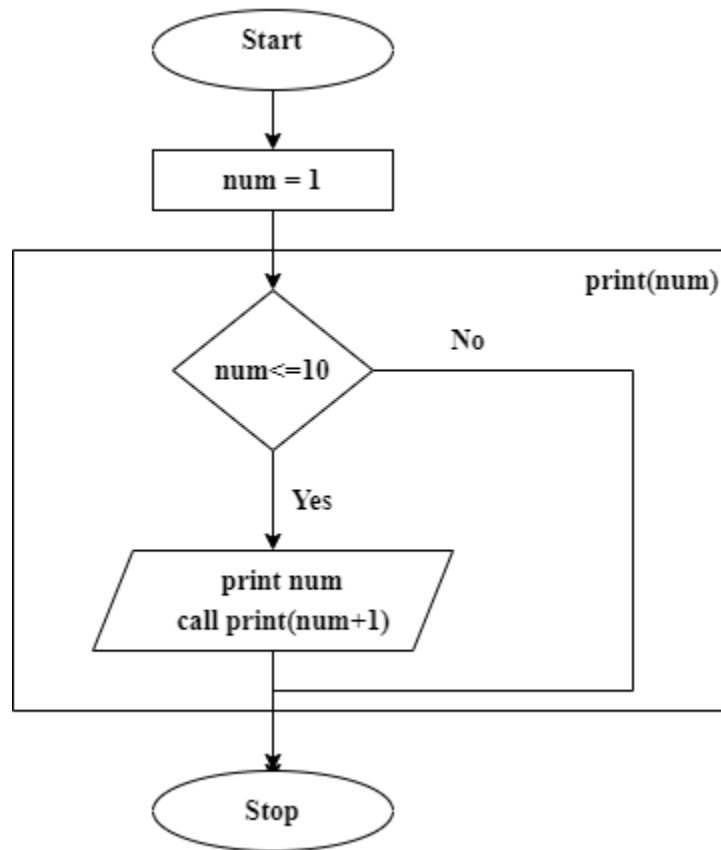 Start
num = 1
print(num)
num<=10
No
Yes
print num
call print(num+1)
Stop